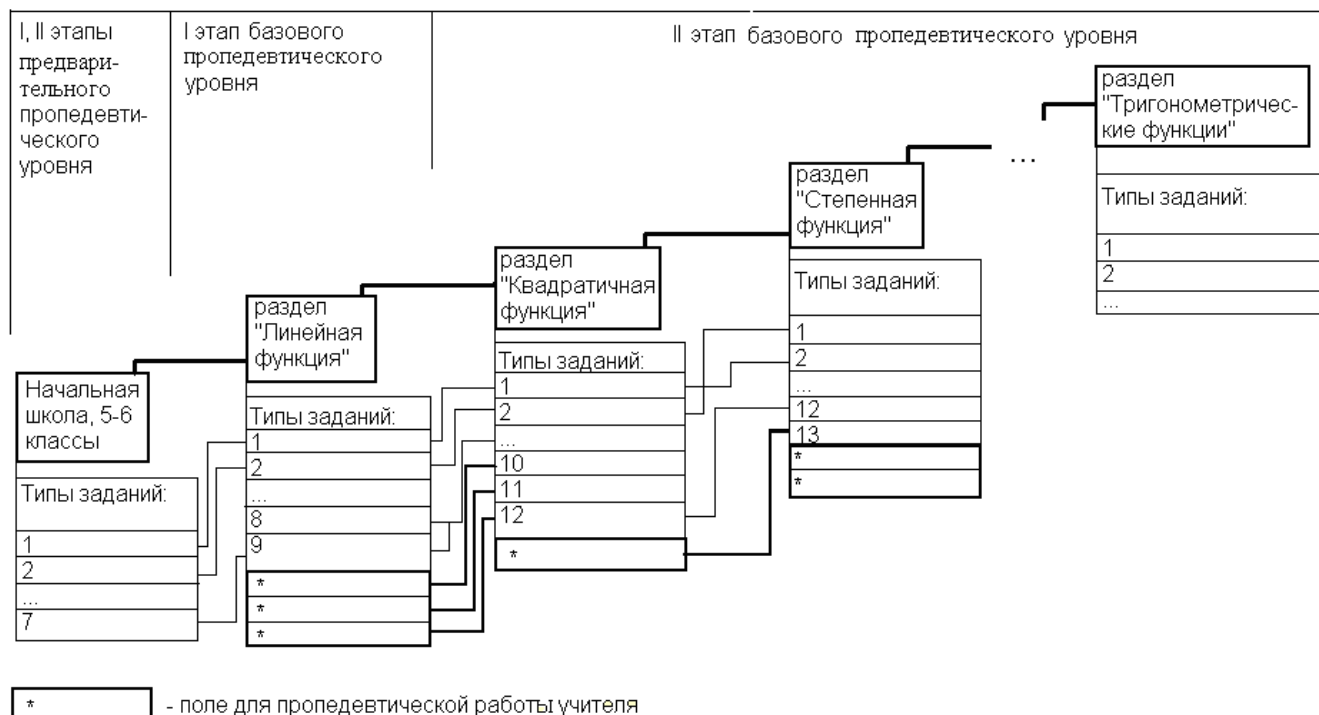 I, II этапы
предвари-
тельного
пропедевти-
ческого
уровня
I этап базового
пропедевтического
уровня
II этап базового пропедевтического уровня
Начальная
школа, 5-6
классы
Типы заданий:
1
2
...
7
раздел
"Линейная
функция"
Типы заданий:
1
2
...
8
9
*
*
*
раздел
"Квадратичная
функция"
Типы заданий:
1
2
...
10
11
12
*
раздел
"Степенная
функция"
Типы заданий:
1
2
...
12
13
*
*
...
раздел
"Тригонометричес-
кие функции"
Типы заданий:
1
2
...
* - поле для пропедевтической работы учителя